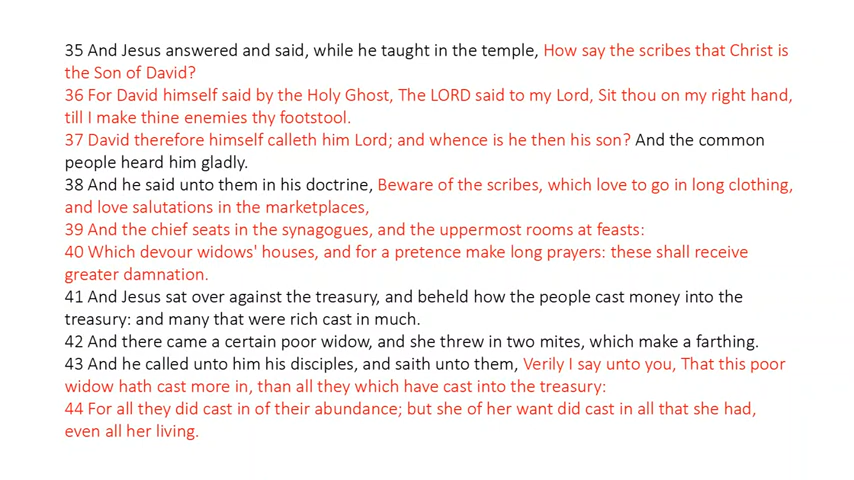 35 And Jesus answered and said, while he taught in the temple, How say the scribes that Christ is
the Son of David?
36 For David himself said by the Holy Ghost, The LORD said to my Lord, Sit thou on my right hand,
till I make thine enemies thy footstool.
37 David therefore himself calleth him Lord; and whence is he then his son? And the common
people heard him gladly.
38 And he said unto them in his doctrine, Beware of the scribes, which love to go in long clothing,
and love salutations in the marketplaces,
39 And the chief seats in the synagogues, and the uppermost rooms at feasts:
40 Which devour widows' houses, and for a pretence make long prayers: these shall receive
greater damnation.
41 And Jesus sat over against the treasury, and beheld how the people cast money into the
treasury: and many that were rich cast in much.
42 And there came a certain poor widow, and she threw in two mites, which make a farthing.
43 And he called unto him his disciples, and saith unto them, Verily I say unto you, That this poor
widow hath cast more in, than all they which have cast into the treasury:
44 For all they did cast in of their abundance; but she of her want did cast in all that she had,
even all her living.